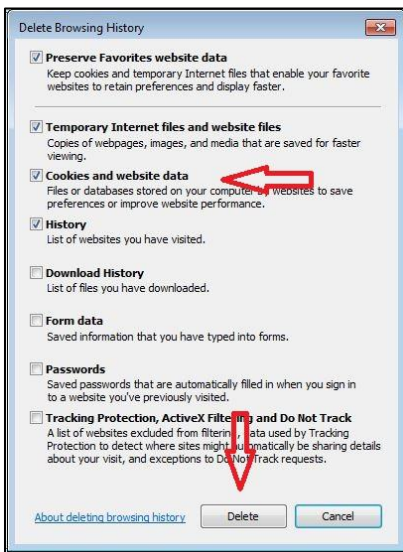 Delete Browsing History
Preserve Favorites website data
Keep cookies and temporary Internet files that enable your favorite
websites to retain preferences and display faster.
Temporary Internet files and website files
Copies of webpages, images, and media that are saved for faster
viewing.
Cookies and website data
Files or databases stored on your computer by websites to save
preferences or improve website performance.
History
List of websites you have visited.
Download History
List of files you have downloaded.
Form data
Saved information that you have typed into forms.
Passwords
Saved passwords that are automatically filled in when you sign in
to a website you've previously visited.
Tracking Protection, ActiveX Filtering and Do Not Track
A list of websites excluded from filtering, data used by Tracking
Protection to detect where sites might automatically be sharing details
about your visit, and exceptions to Do Not Track requests.
About deleting browsing history
Delete
Cancel